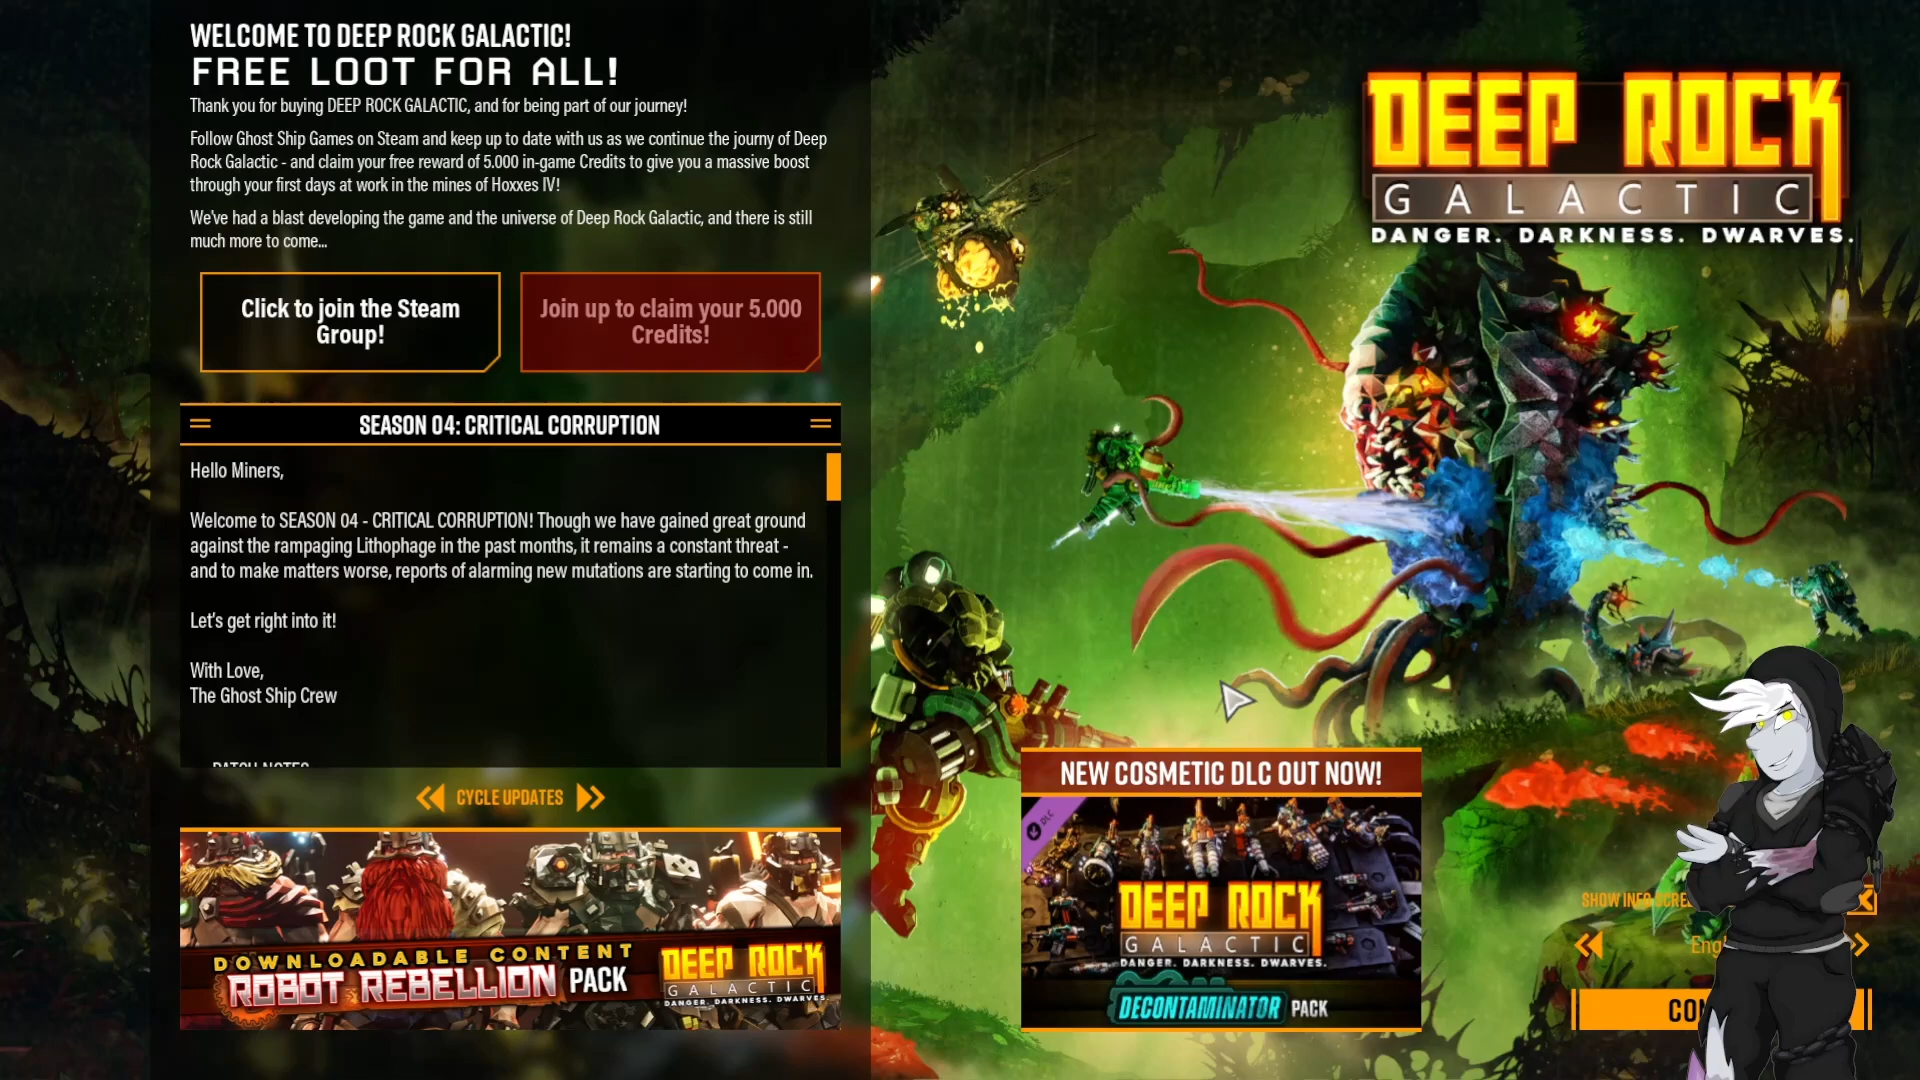 WELCOME TO DEEP ROCK GALACTIC!
FREE LOOT FOR ALL!
Thank you for buying DEEP ROCK GALACTIC, and for being part of our journey!
Follow Ghost Ship Games on Steam and keep up to date with us as we continue the journy of Deep
Rock Galactic - and claim your free reward of 5.000 in-game Credits to give you a massive boost
through your first days at work in the mines of Hoxxes IV!
We've had a blast developing the game and the universe of Deep Rock Galactic, and there is still
much more to come...
Click to join the Steam
Group!
Join up to claim your 5.000
Credits!
SEASON 04: CRITICAL CORRUPTION
Hello Miners,
Welcome to SEASON 04 - CRITICAL CORRUPTION! Though we have gained great ground
against the rampaging Lithophage in the past months, it remains a constant threat -
and to make matters worse, reports of alarming new mutations are starting to come in.
Let's get right into it!
With Love,
The Ghost Ship Crew
PATCH NOTES
CYCLE UPDATES
DOWNLOADABLE CONTENT
ROBOT REBELLION PACK
DEEP ROCK
GALACTIC
DANGER. DARKNESS. DWARVES.
DEEP ROCK
GALACTIC
DANGER. DARKNESS. DWARVES.
NEW COSMETIC DLC OUT NOW!
DLC
DEEP ROCK
GALACTIC
DANGER. DARKNESS. DWARVES.
DECONTAMINATOR PACK
SHOW INFO